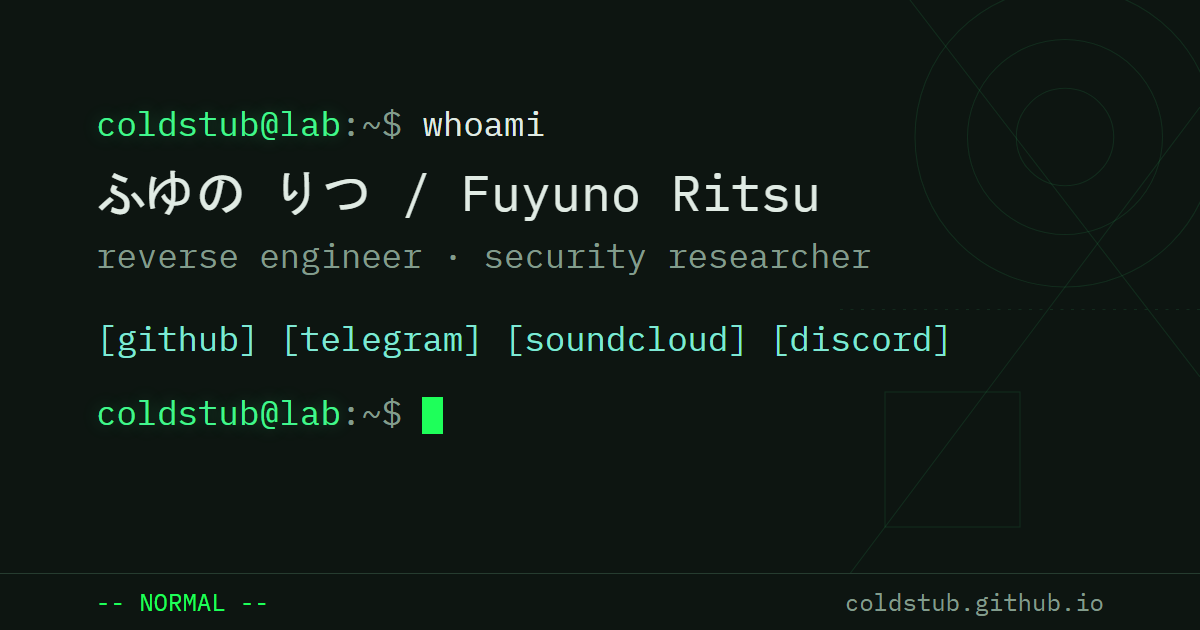 coldstub@lab:~$ whoami
ふゆの りつ / Fuyuno Ritsu
reverse engineer · security researcher
[github] [telegram] [soundcloud] [discord]
coldstub@lab:~$
-- NORMAL --
coldstub.github.io